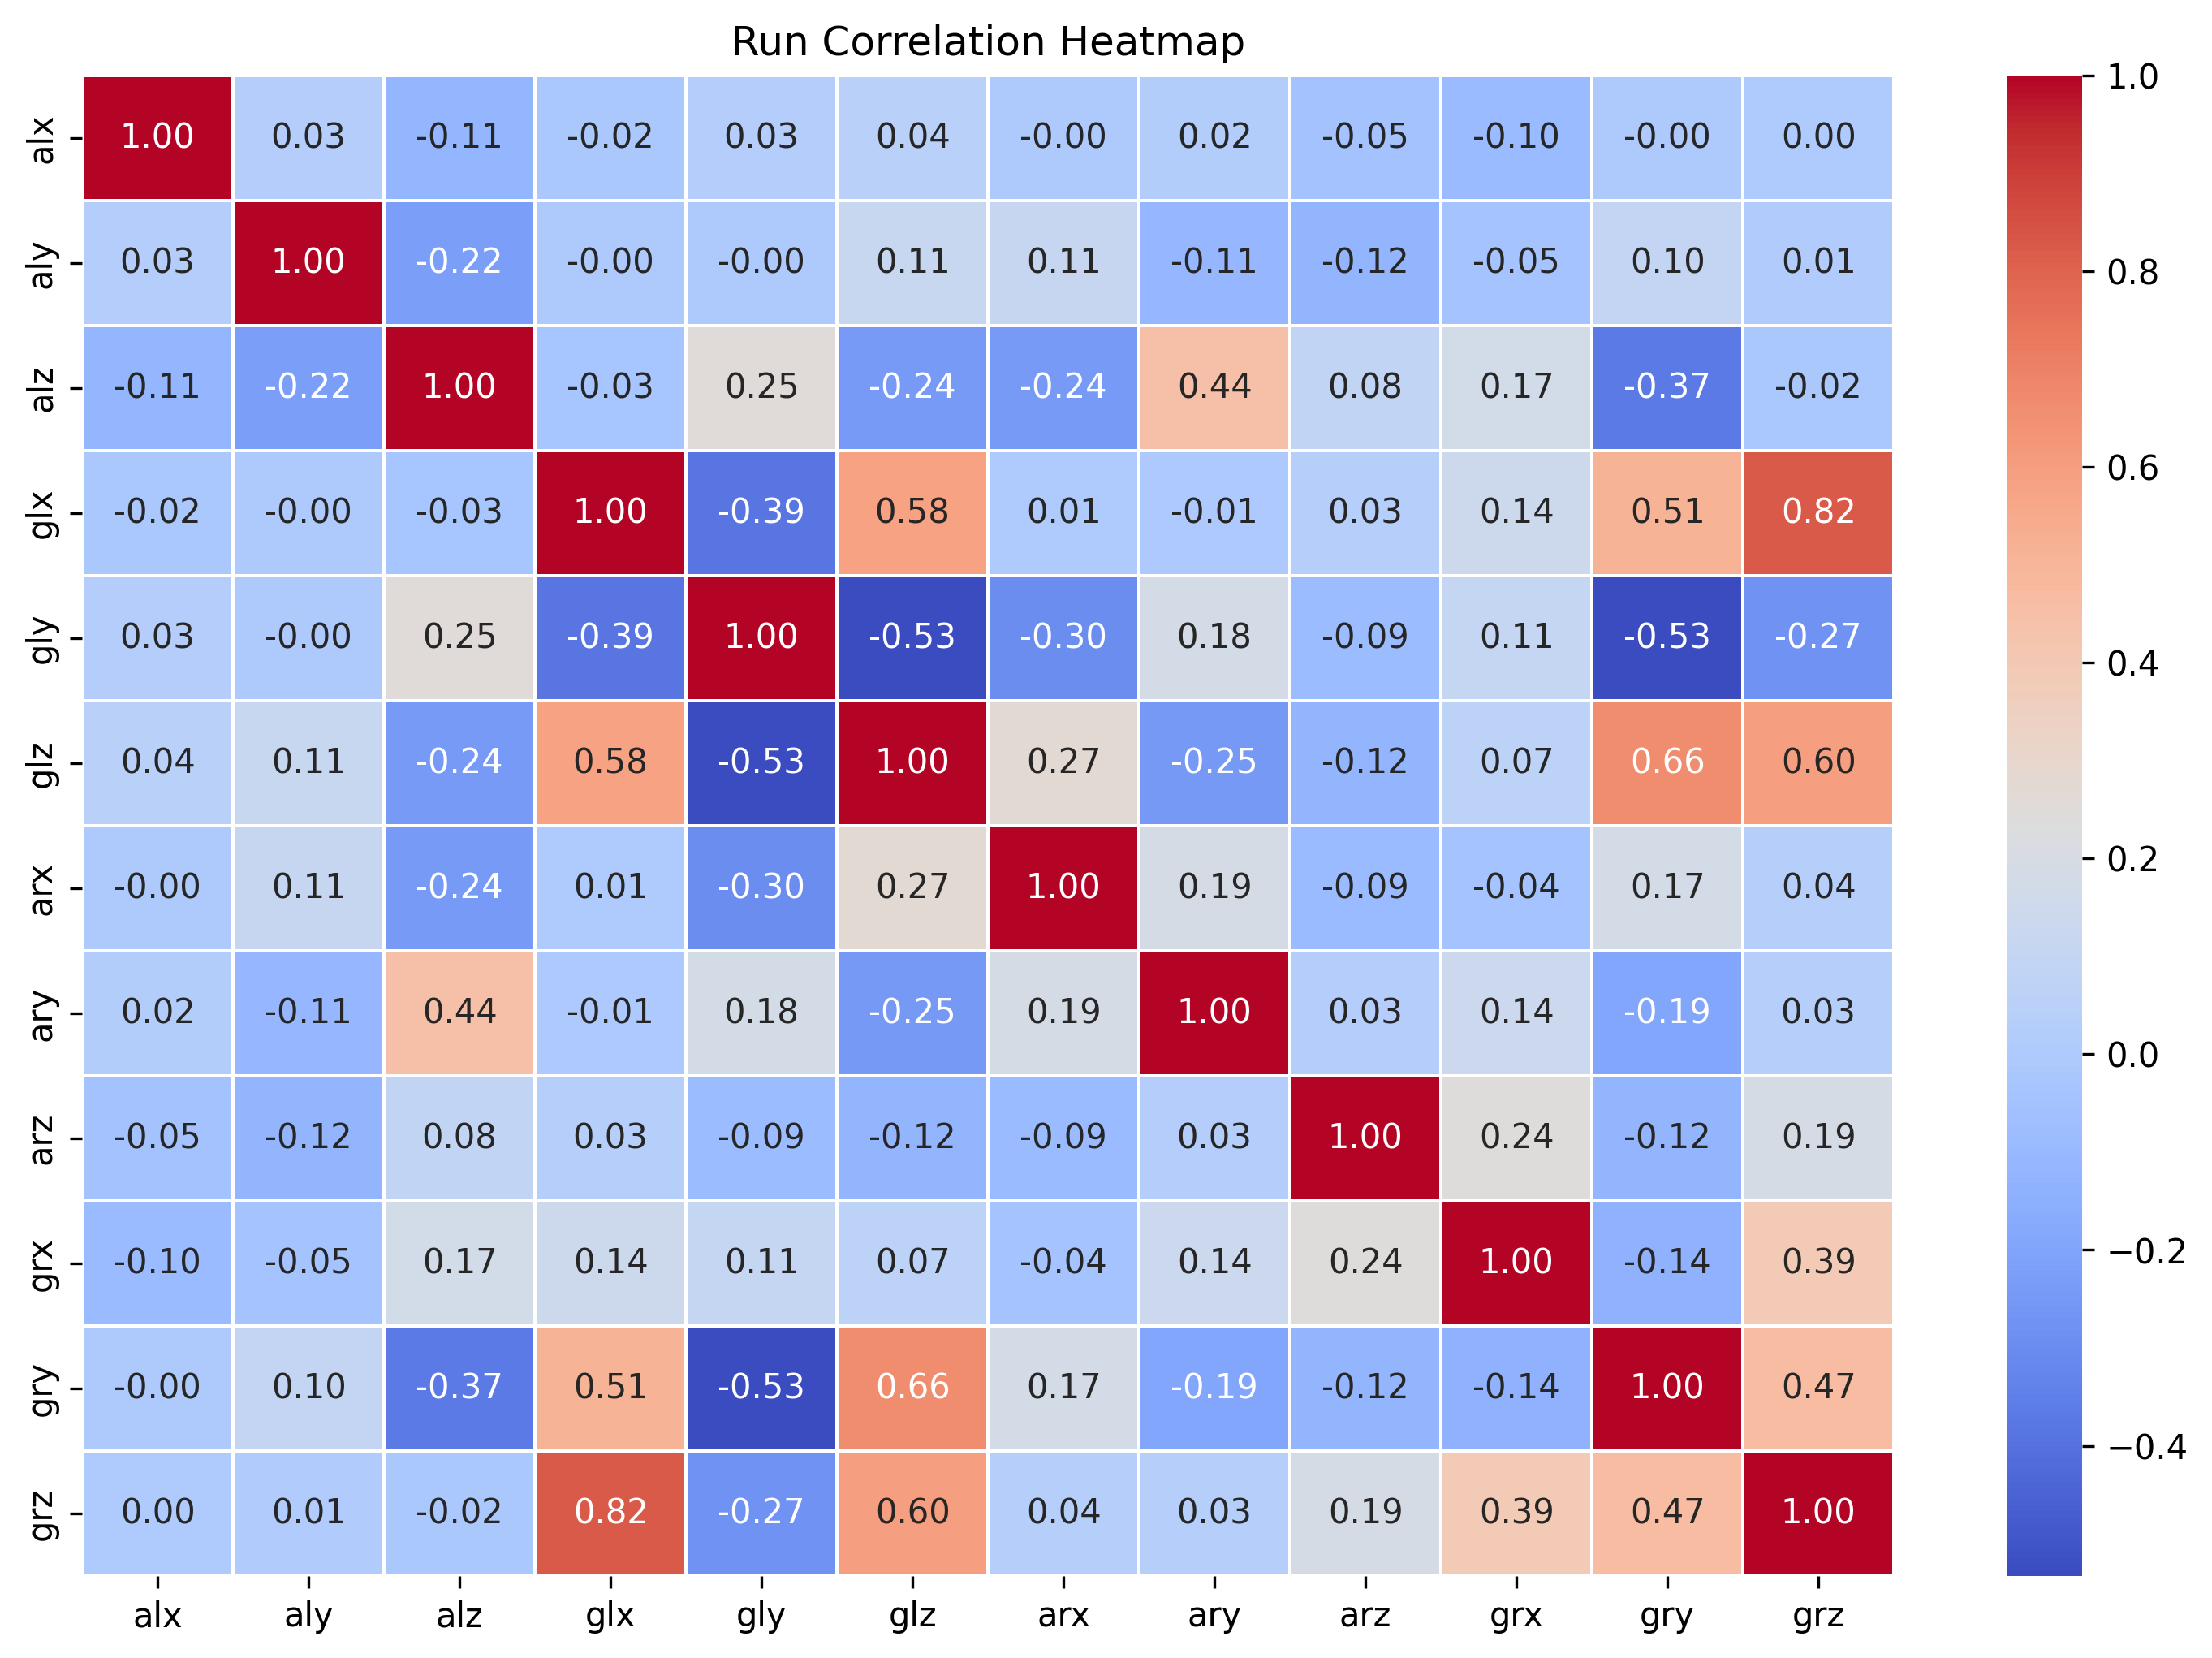 Run Correlation Heatmap
alx 1.00 0.03 -0.11 -0.02 0.03 0.04 -0.00 0.02 -0.05 -0.10 -0.00 0.00
aly 0.03 1.00 -0.22 -0.00 -0.00 0.11 0.11 -0.11 -0.12 -0.05 0.10 0.01
alz -0.11 -0.22 1.00 -0.03 0.25 -0.24 -0.24 0.44 0.08 0.17 -0.37 -0.02
glx -0.02 -0.00 -0.03 1.00 -0.39 0.58 0.01 -0.01 0.03 0.14 0.51 0.82
gly 0.03 -0.00 0.25 -0.39 1.00 -0.53 -0.30 0.18 -0.09 0.11 -0.53 -0.27
glz 0.04 0.11 -0.24 0.58 -0.53 1.00 0.27 -0.25 -0.12 0.07 0.66 0.60
arx -0.00 0.11 -0.24 0.01 -0.30 0.27 1.00 0.19 -0.09 -0.04 0.17 0.04
ary 0.02 -0.11 0.44 -0.01 0.18 -0.25 0.19 1.00 0.03 0.14 -0.19 0.03
arz -0.05 -0.12 0.08 0.03 -0.09 -0.12 -0.09 0.03 1.00 0.24 -0.12 0.19
grx -0.10 -0.05 0.17 0.14 0.11 0.07 -0.04 0.14 0.24 1.00 -0.14 0.39
gry -0.00 0.10 -0.37 0.51 -0.53 0.66 0.17 -0.19 -0.12 -0.14 1.00 0.47
grz 0.00 0.01 -0.02 0.82 -0.27 0.60 0.04 0.03 0.19 0.39 0.47 1.00
alx aly alz glx gly glz arx ary arz grx gry grz
1.0
0.8
0.6
0.4
0.2
0.0
−0.2
−0.4